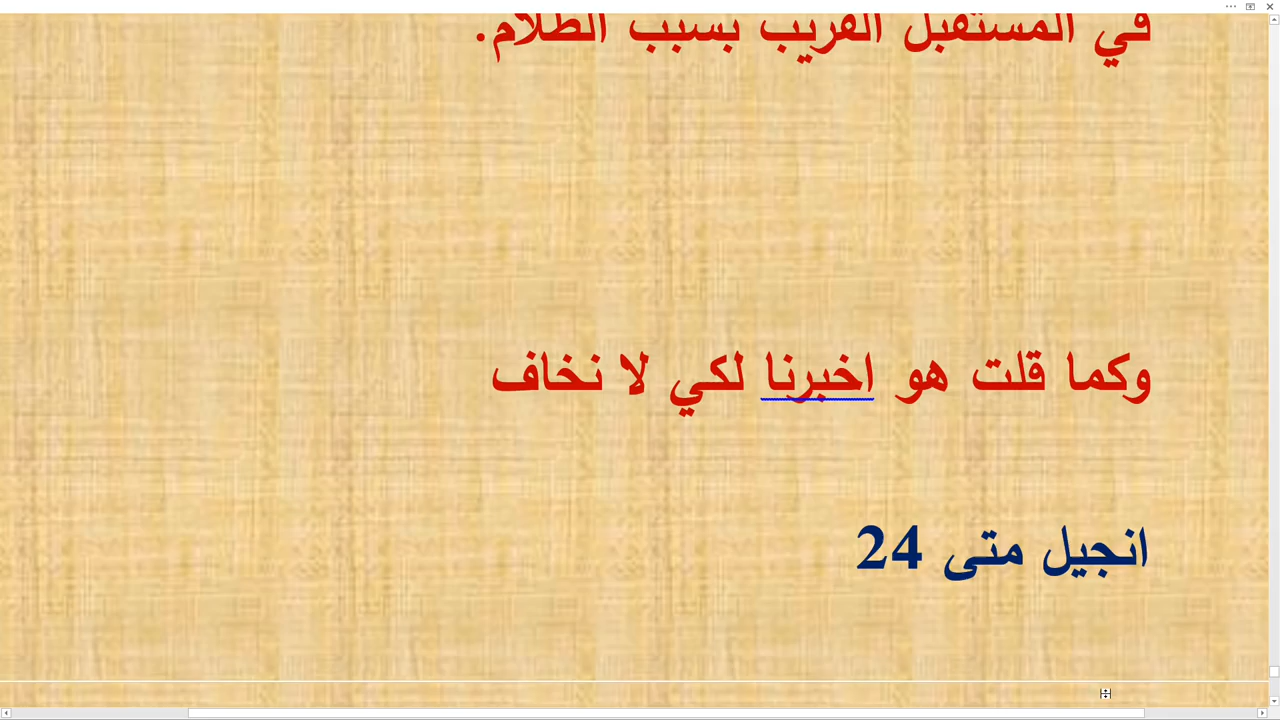 في المستقبل القريب بسبب الظلام.
وكما قلت هو اخبرنا لكي لا نخاف
انجيل متى 24